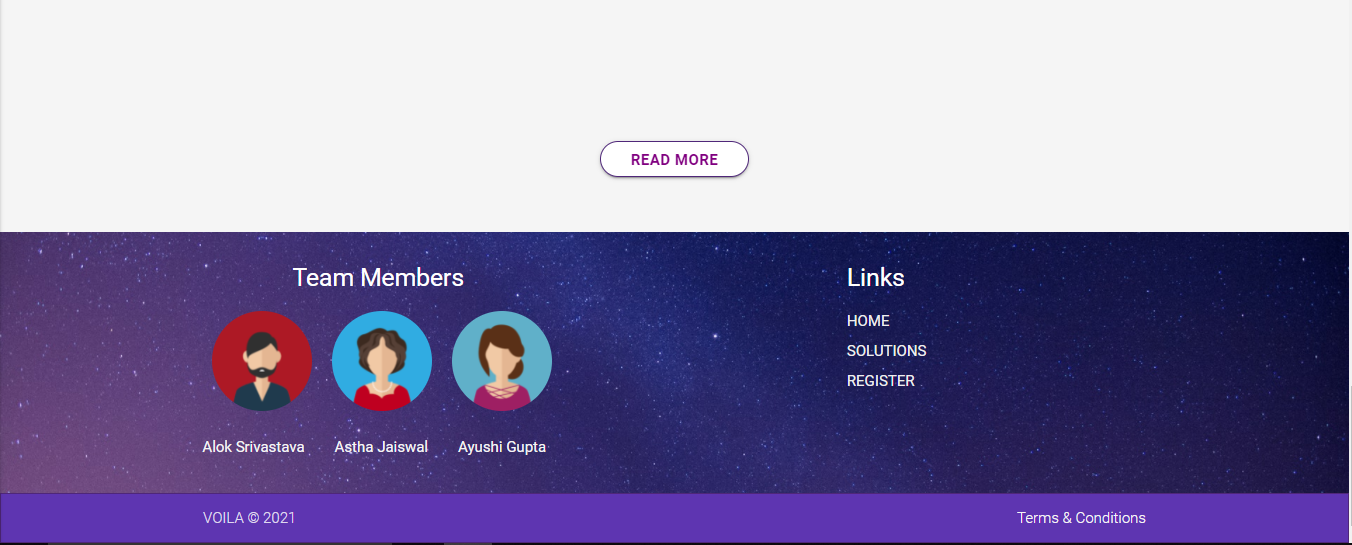 READ MORE
Team Members
Alok Srivastava
Astha Jaiswal
Ayushi Gupta
Links
HOME
SOLUTIONS
REGISTER
VOILA © 2021
Terms & Conditions